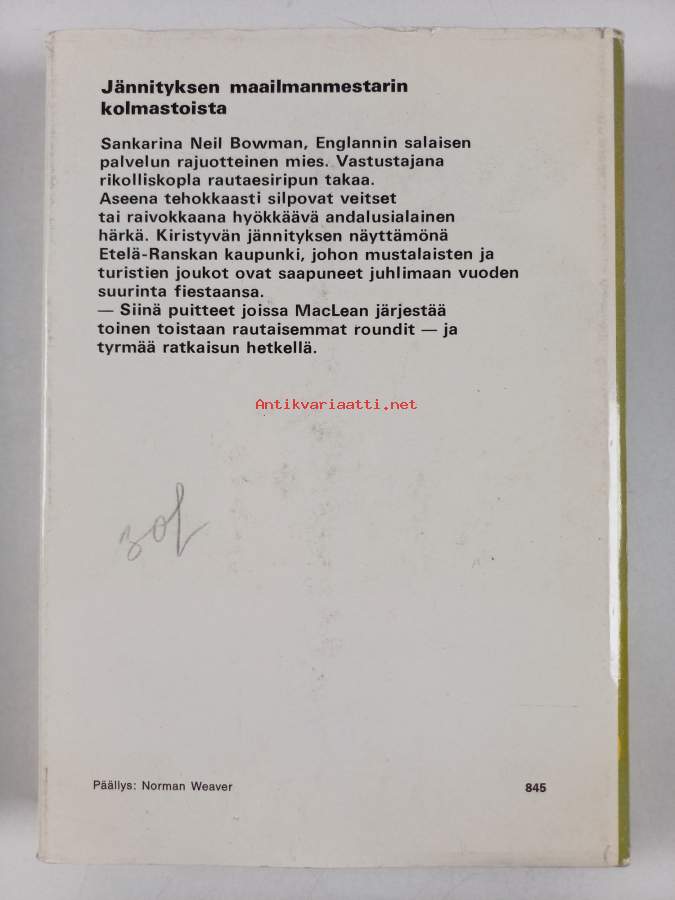 Jännityksen maailmanmestarin
kolmastoista
Sankarina Neil Bowman, Englannin salaisen
palvelun rajuotteinen mies. Vastustajana
rikolliskopla rautaesiripun takaa.
Aseena tehokkaasti silpovat veitset
tai raivokkaana hyökkäävä andalusialainen
härkä. Kiristyvän jännityksen näyttämönä
Etelä-Ranskan kaupunki, johon mustalaisten ja
turistien joukot ovat saapuneet juhlimaan vuoden
suurinta fiestaansa.
— Siinä puitteet joissa MacLean järjestää
toinen toistaan rautaisemmat roundit — ja
tyrmää ratkaisun hetkellä.
Antikvariaatti.net
Päällys: Norman Weaver
845